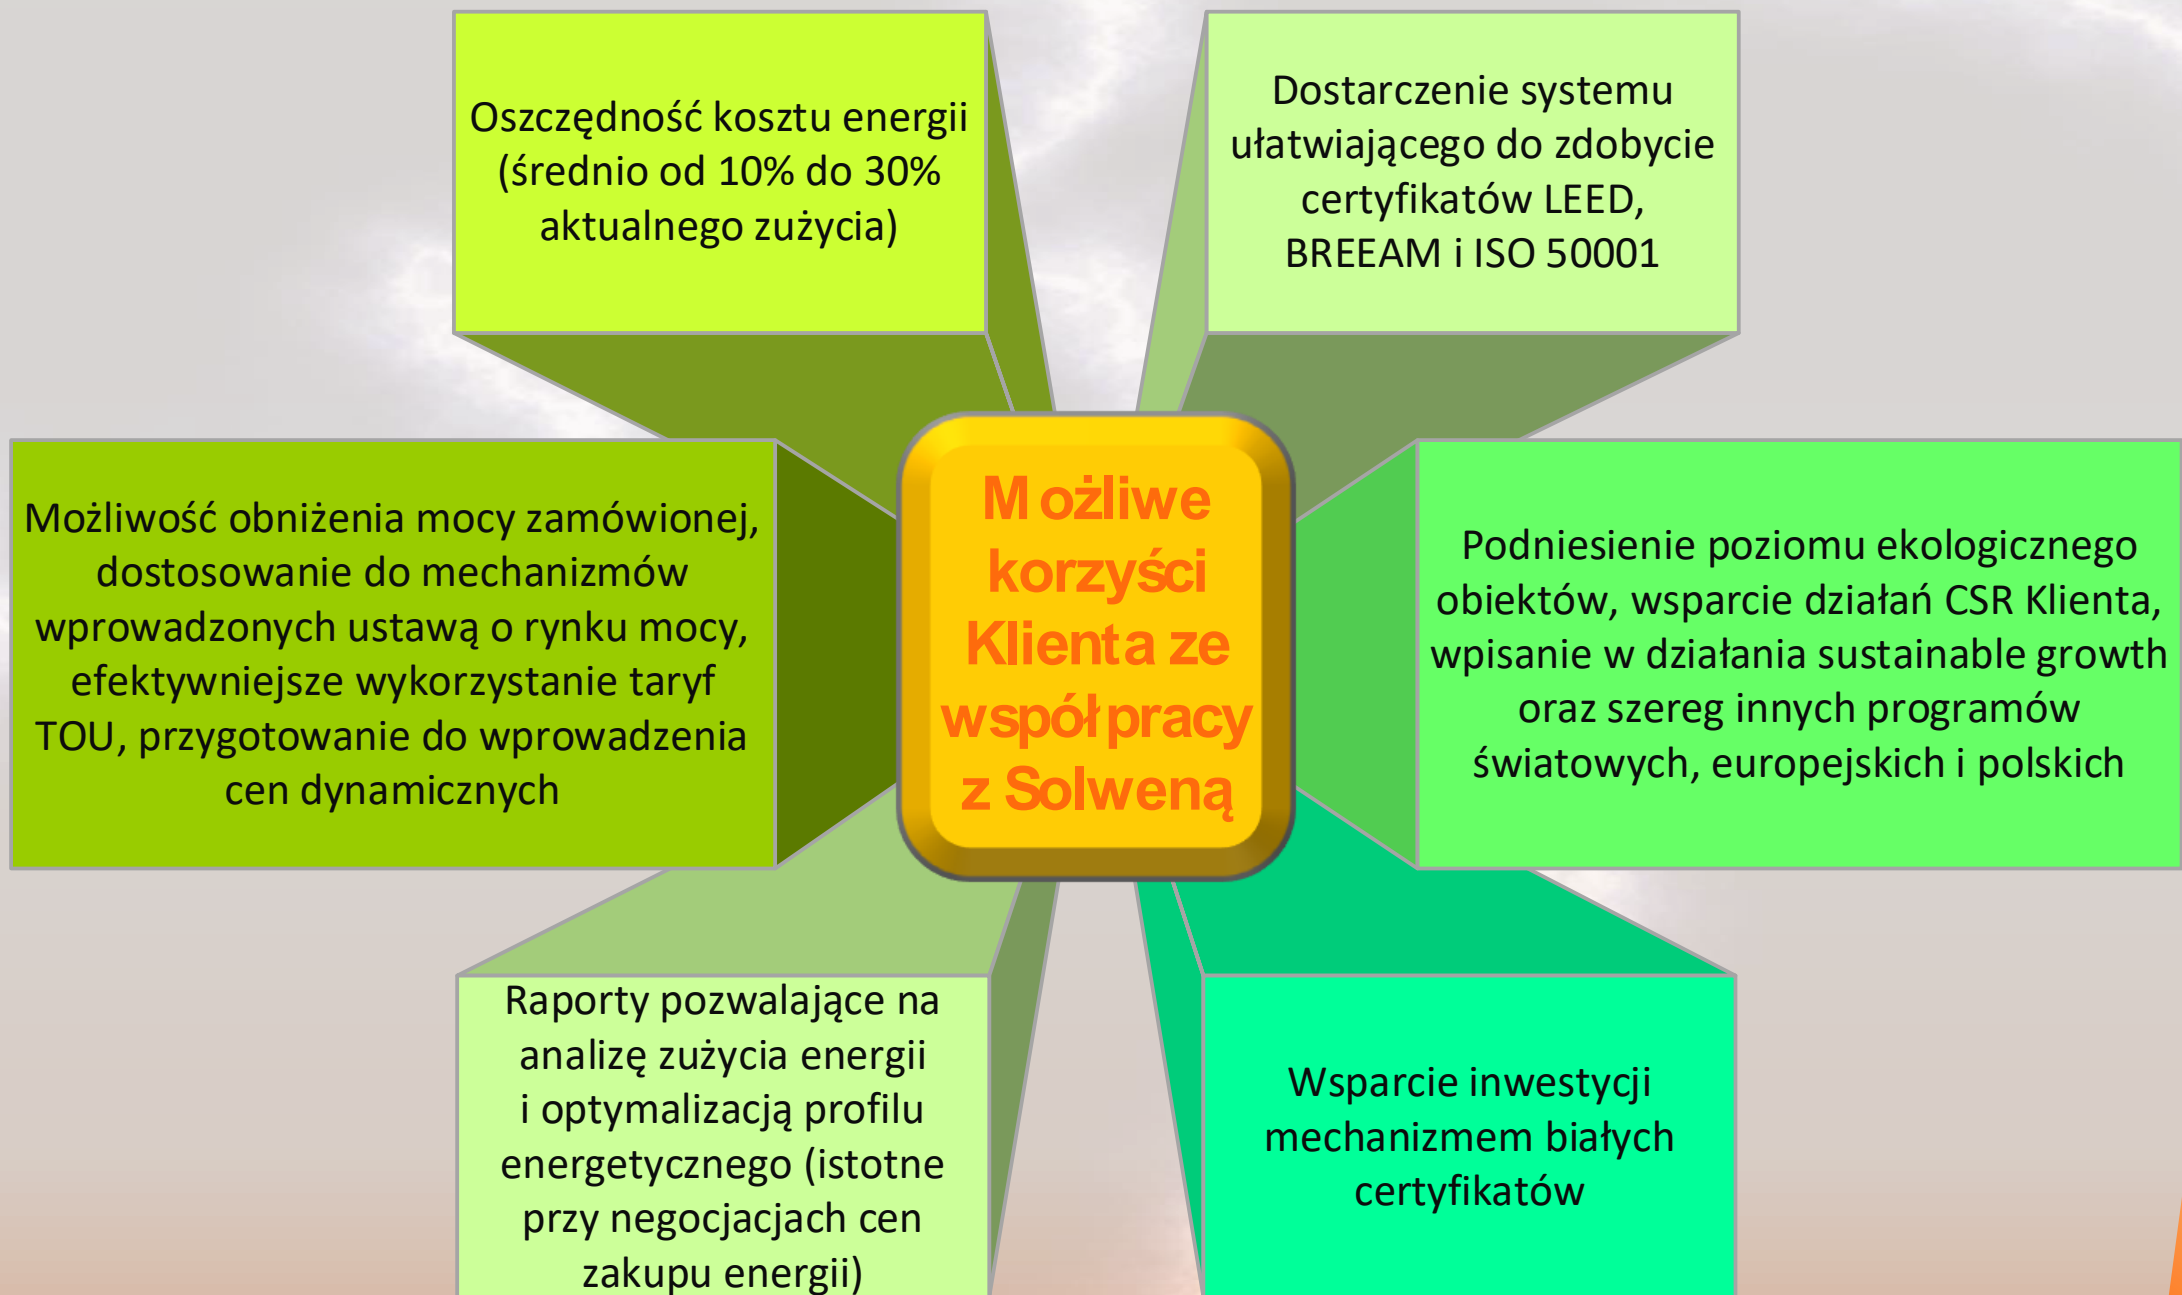 Oszczędność kosztu energii
(średnio od 10% do 30%
aktualnego zużycia)
Dostarczenie systemu
ułatwiającego do zdobycie
certyfikatów LEED,
BREEAM i ISO 50001
Możliwość obniżenia mocy zamówionej,
dostosowanie do mechanizmów
wprowadzonych ustawą o rynku mocy,
efektywniejsze wykorzystanie taryf
TOU, przygotowanie do wprowadzenia
cen dynamicznych
Możliwe
korzyści
Klienta ze
współpracy
z Solweną
Podniesienie poziomu ekologicznego
obiektów, wsparcie działań CSR Klienta,
wpisanie w działania sustainable growth
oraz szereg innych programów
światowych, europejskich i polskich
Raporty pozwalające na
analizę zużycia energii
i optymalizacją profilu
energetycznego (istotne
przy negocjacjach cen
zakupu energii)
Wsparcie inwestycji
mechanizmem białych
certyfikatów